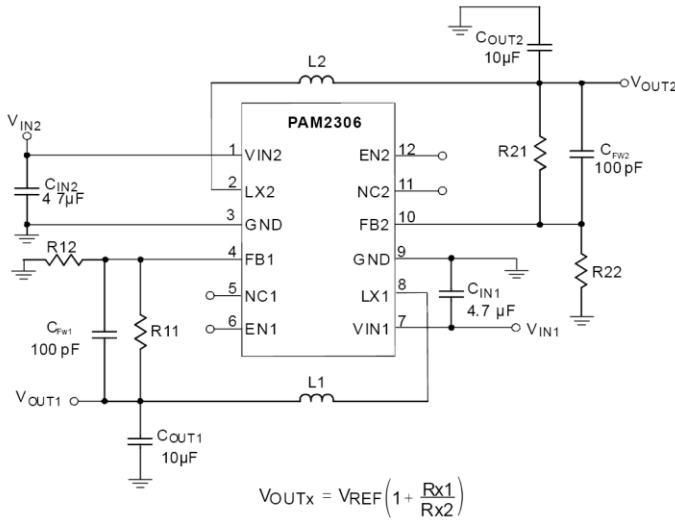 COUT2
10µF
L2
VOUT2
VIN2
PAM2306
1 VIN2
EN2 12
R21
CFW2
100 pF
CIN2
4 7µF
2 LX2
NC2 11
3 GND
FB2 10
R12
4 FB1
GND 9
R22
5 NC1
LX1 8
CIN1
4.7 µF
CFW1
100 pF
R11
6 EN1
VIN1 7
VIN1
L1
VOUT1
COUT1
10µF
VOUTx = VREF(1 + Rx1/Rx2)